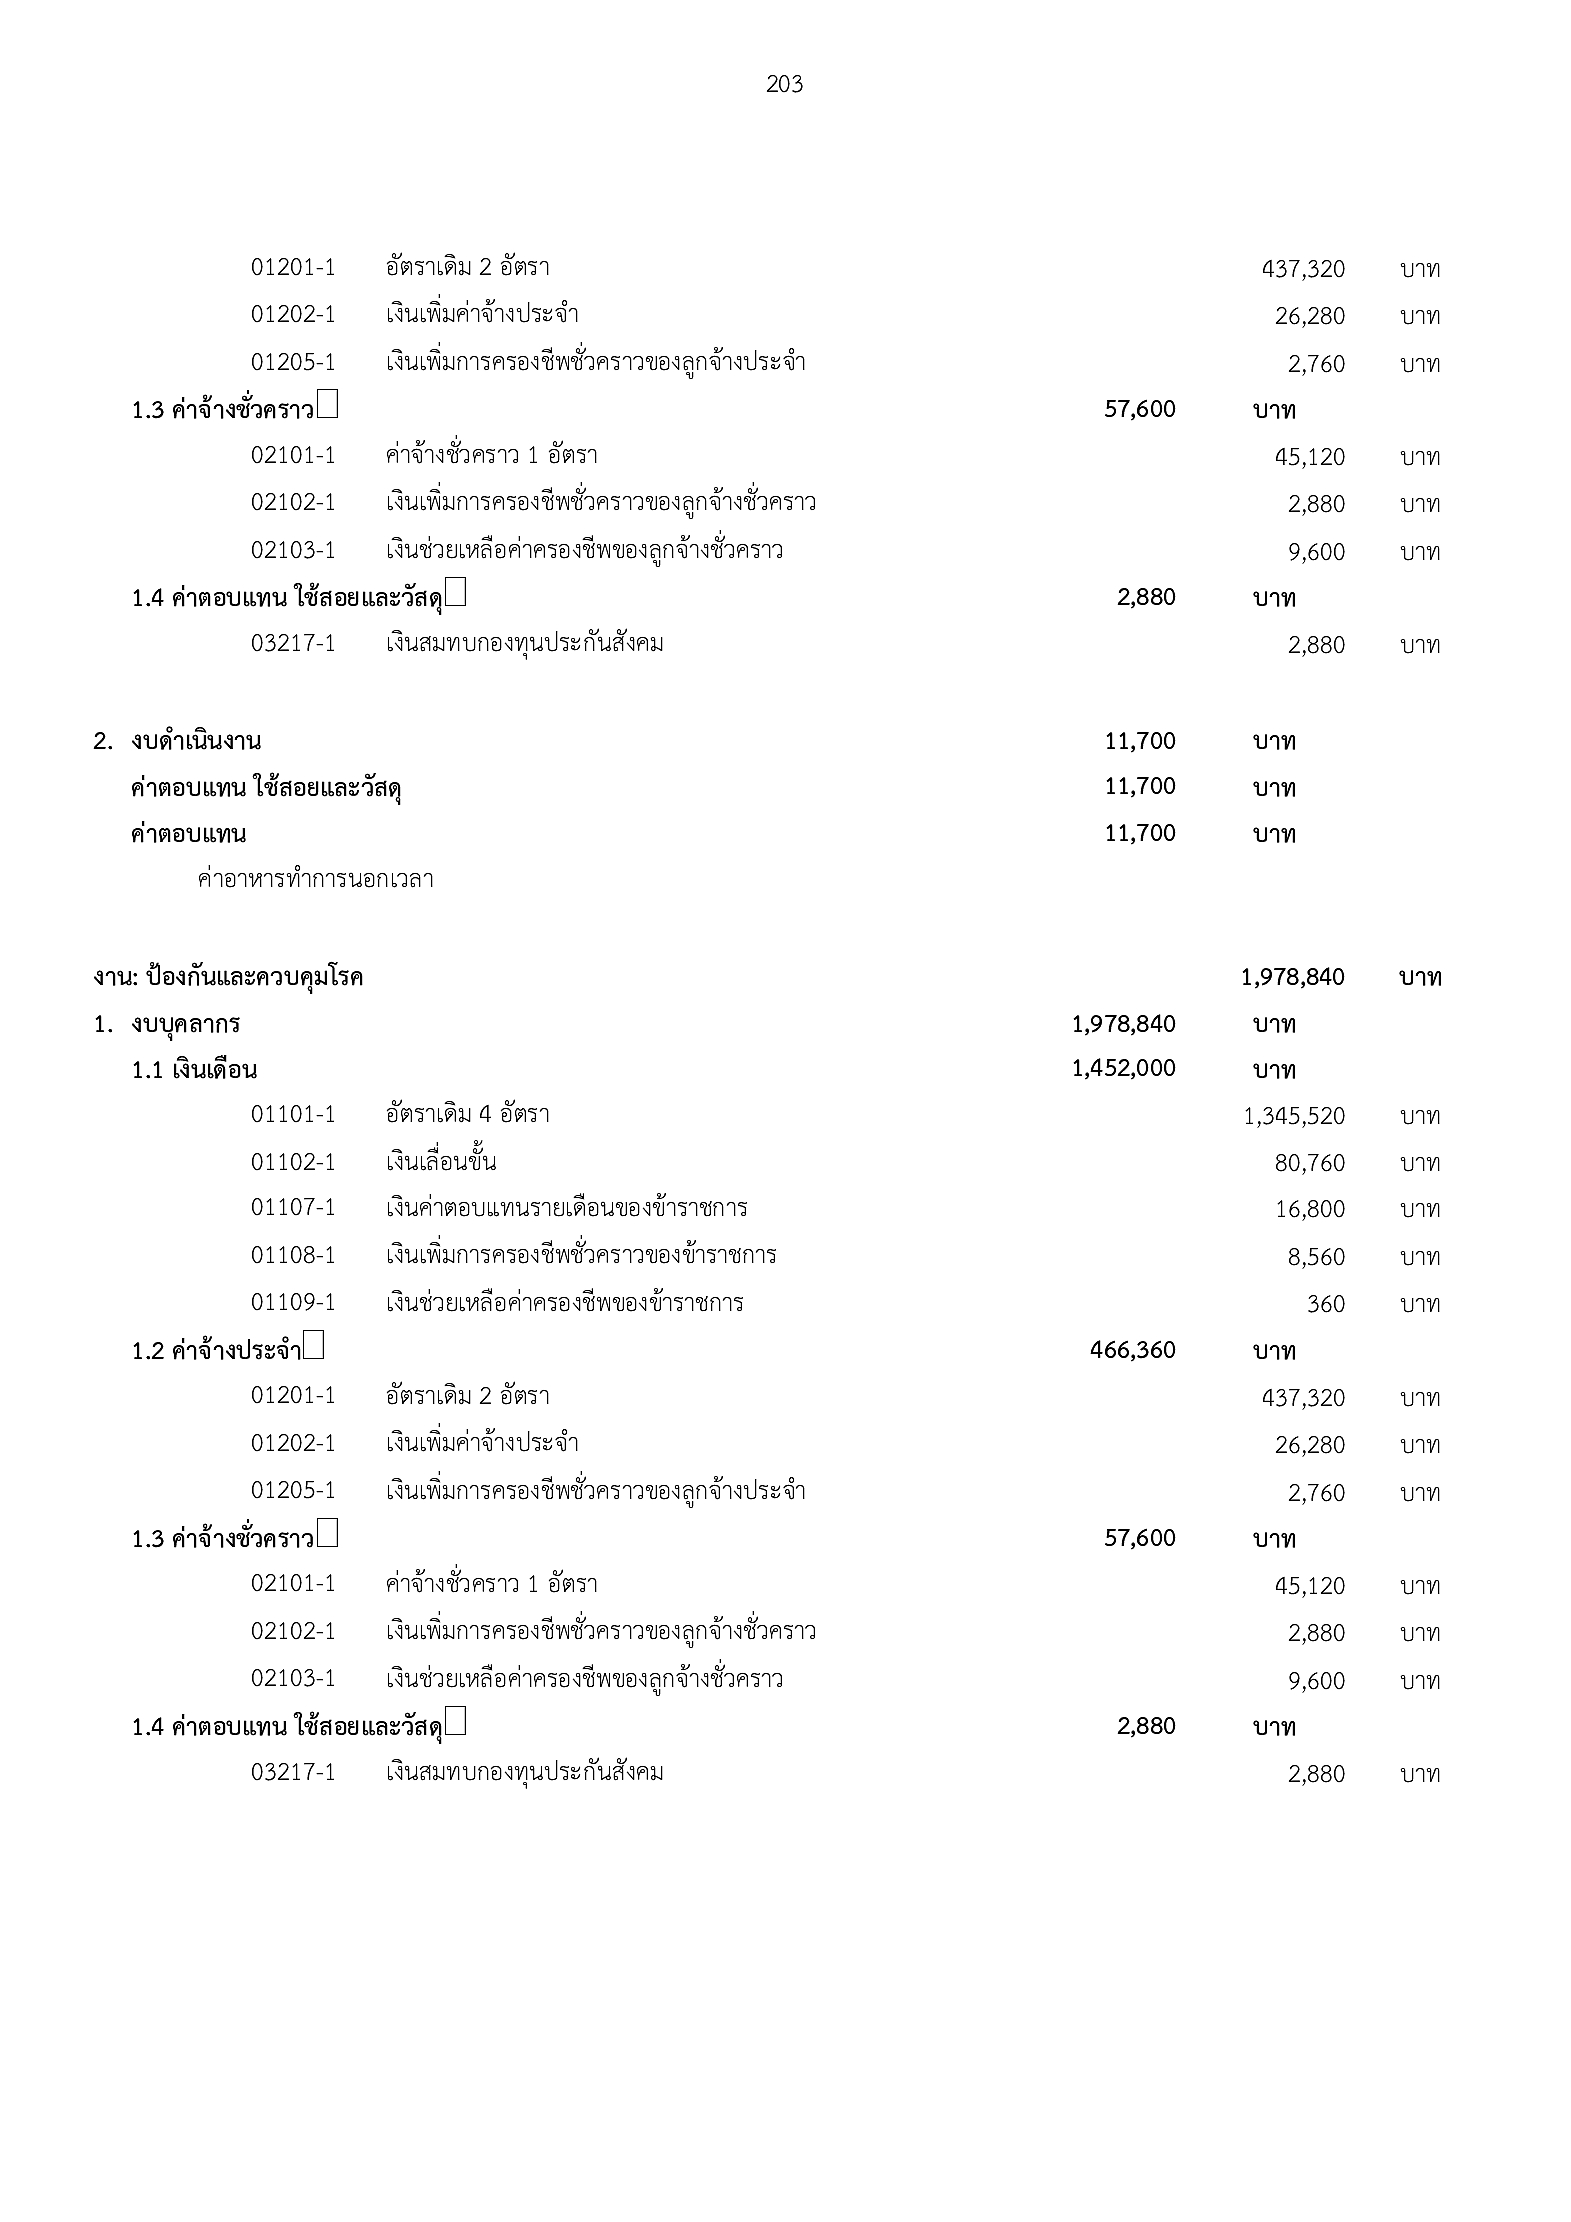 203
01201-1 อัตราเดิม 2 อัตรา 437,320 บาท
01202-1 เงินเพิ่มค่าจ้างประจำ 26,280 บาท
01205-1 เงินเพิ่มการครองชีพชั่วคราวของลูกจ้างประจำ 2,760 บาท
1.3 ค่าจ้างชั่วคราว 57,600 บาท
02101-1 ค่าจ้างชั่วคราว 1 อัตรา 45,120 บาท
02102-1 เงินเพิ่มการครองชีพชั่วคราวของลูกจ้างชั่วคราว 2,880 บาท
02103-1 เงินช่วยเหลือค่าครองชีพของลูกจ้างชั่วคราว 9,600 บาท
1.4 ค่าตอบแทน ใช้สอยและวัสดุ 2,880 บาท
03217-1 เงินสมทบกองทุนประกันสังคม 2,880 บาท
2. งบดำเนินงาน 11,700 บาท
ค่าตอบแทน ใช้สอยและวัสดุ 11,700 บาท
ค่าตอบแทน 11,700 บาท
ค่าอาหารทำการนอกเวลา
งาน: ป้องกันและควบคุมโรค 1,978,840 บาท
1. งบบุคลากร 1,978,840 บาท
1.1 เงินเดือน 1,452,000 บาท
01101-1 อัตราเดิม 4 อัตรา 1,345,520 บาท
01102-1 เงินเลื่อนขั้น 80,760 บาท
01107-1 เงินค่าตอบแทนรายเดือนของข้าราชการ 16,800 บาท
01108-1 เงินเพิ่มการครองชีพชั่วคราวของข้าราชการ 8,560 บาท
01109-1 เงินช่วยเหลือค่าครองชีพของข้าราชการ 360 บาท
1.2 ค่าจ้างประจำ 466,360 บาท
01201-1 อัตราเดิม 2 อัตรา 437,320 บาท
01202-1 เงินเพิ่มค่าจ้างประจำ 26,280 บาท
01205-1 เงินเพิ่มการครองชีพชั่วคราวของลูกจ้างประจำ 2,760 บาท
1.3 ค่าจ้างชั่วคราว 57,600 บาท
02101-1 ค่าจ้างชั่วคราว 1 อัตรา 45,120 บาท
02102-1 เงินเพิ่มการครองชีพชั่วคราวของลูกจ้างชั่วคราว 2,880 บาท
02103-1 เงินช่วยเหลือค่าครองชีพของลูกจ้างชั่วคราว 9,600 บาท
1.4 ค่าตอบแทน ใช้สอยและวัสดุ 2,880 บาท
03217-1 เงินสมทบกองทุนประกันสังคม 2,880 บาท